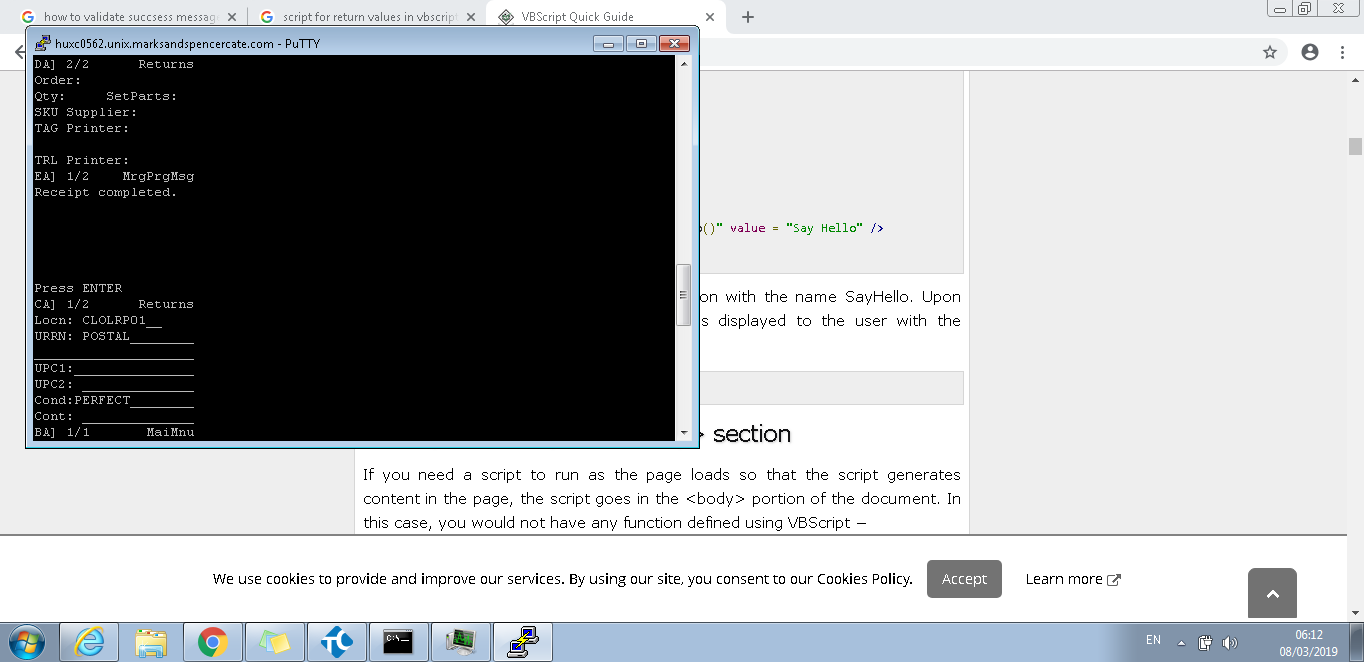 how to validate succsess messag
script for return values in vbscript
VBScript Quick Guide
huxc0562.unix.marksandspencercate.com - PuTTY
DA] 2/2 Returns
Order:
Qty: SetParts:
SKU Supplier:
TAG Printer:
TRL Printer:
EA] 1/2 MrgPrgMsg
Receipt completed.
Press ENTER
CA] 1/2 Returns
Locn: CLOLRP01__
URRN: POSTAL________
____________________
UPC1:_______________
UPC2: ______________
Cond:PERFECT________
Cont: ______________
BA] 1/1 MaiMnu
()" value = "Say Hello" />
on with the name SayHello. Upon
s displayed to the user with the
> section
If you need a script to run as the page loads so that the script generates
content in the page, the script goes in the <body> portion of the document. In
this case, you would not have any function defined using VBScript −
We use cookies to provide and improve our services. By using our site, you consent to our Cookies Policy.
Accept
Learn more
C:\
EN
06:12
08/03/2019